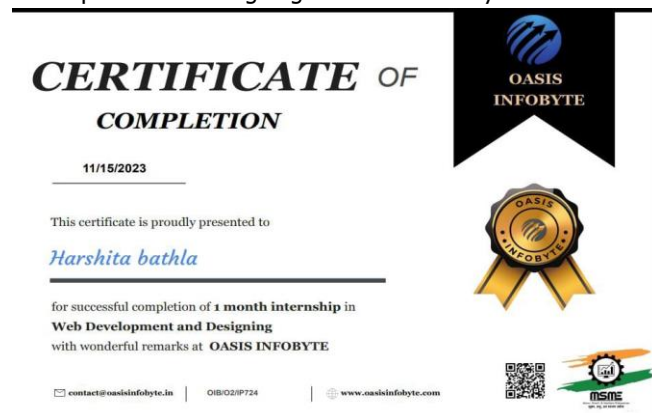 CERTIFICATE OF
COMPLETION
OASIS
INFOBYTE
11/15/2023
This certificate is proudly presented to
Harshita bathla
for successful completion of 1 month internship in
Web Development and Designing
with wonderful remarks at OASIS INFOBYTE
OASIS
INFOBYTE
contact@oasisinfobyte.in OIB/O2/IP724 www.oasisinfobyte.com
MSME